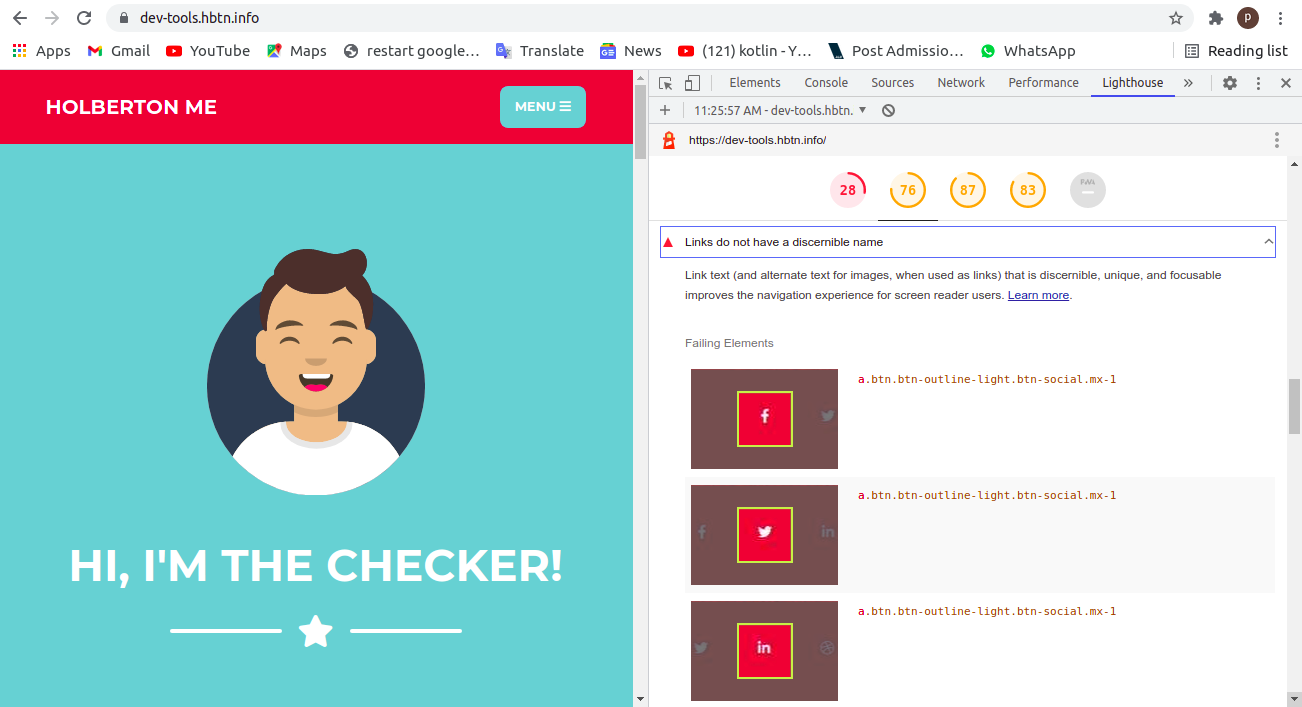 dev-tools.hbtn.info
P
Apps Gmail YouTube Maps restart google… Translate News (121) kotlin - Y… Post Admissio… WhatsApp Reading list
HOLBERTON ME
MENU
HI, I'M THE CHECKER!
Elements Console Sources Network Performance Lighthouse »
+ 11:25:57 AM - dev-tools.hbtn.
https://dev-tools.hbtn.info/
28 76 87 83 PWA
Links do not have a discernible name
Link text (and alternate text for images, when used as links) that is discernible, unique, and focusable
improves the navigation experience for screen reader users. Learn more.
Failing Elements
a.btn.btn-outline-light.btn-social.mx-1
f
a.btn.btn-outline-light.btn-social.mx-1
f in
a.btn.btn-outline-light.btn-social.mx-1
in